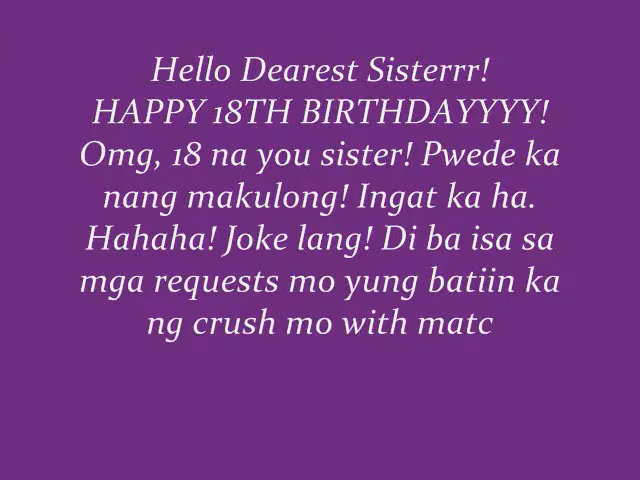 Hello Dearest Sisterrr!
HAPPY 18TH BIRTHDAYYYY!
Omg, 18 na you sister! Pwede ka
nang makulong! Ingat ka ha.
Hahaha! Joke lang! Di ba isa sa
mga requests mo yung batiin ka
ng crush mo with matc